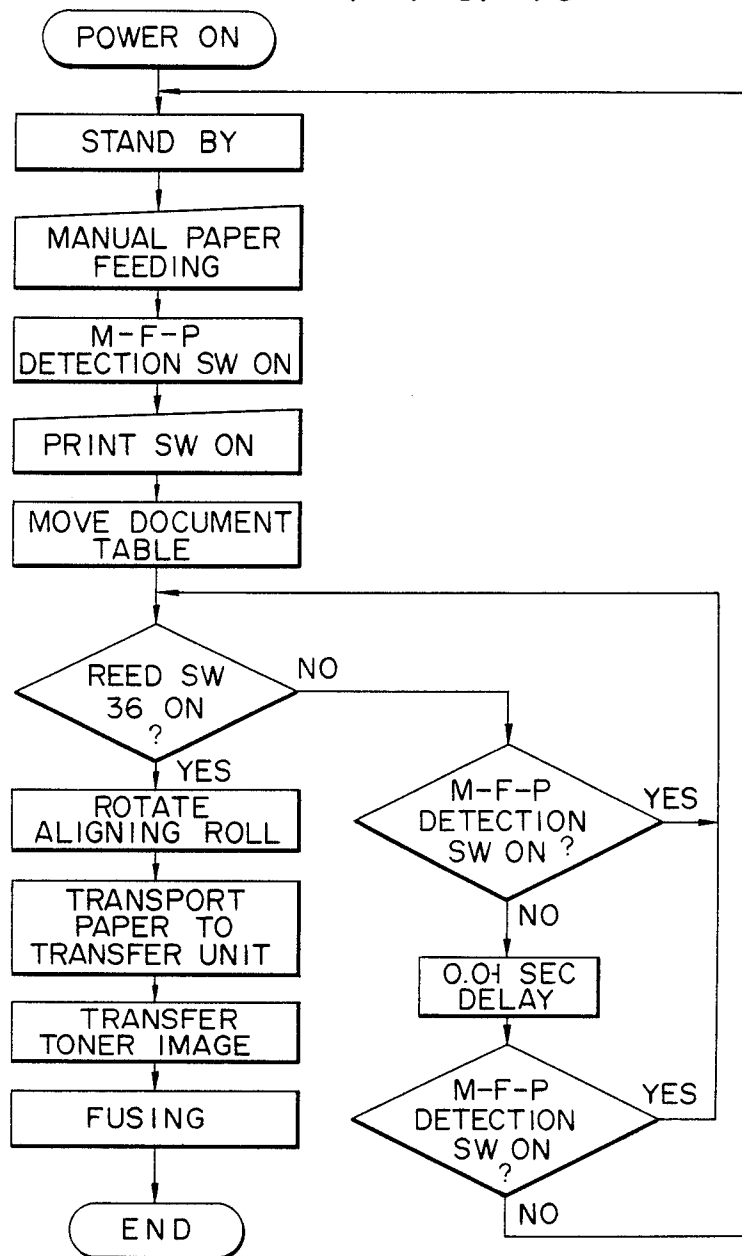 POWER ON
STAND BY
MANUAL PAPER
FEEDING
M-F-P
DETECTION SW ON
PRINT SW ON
MOVE DOCUMENT
TABLE
REED SW
36 ON
?
NO
YES
ROTATE
ALIGNING ROLL
TRANSPORT
PAPER TO
TRANSFER UNIT
TRANSFER
TONER IMAGE
FUSING
END
M-F-P
DETECTION
SW ON ?
YES
NO
0.01 SEC
DELAY
M-F-P
DETECTION
SW ON
?
YES
NO